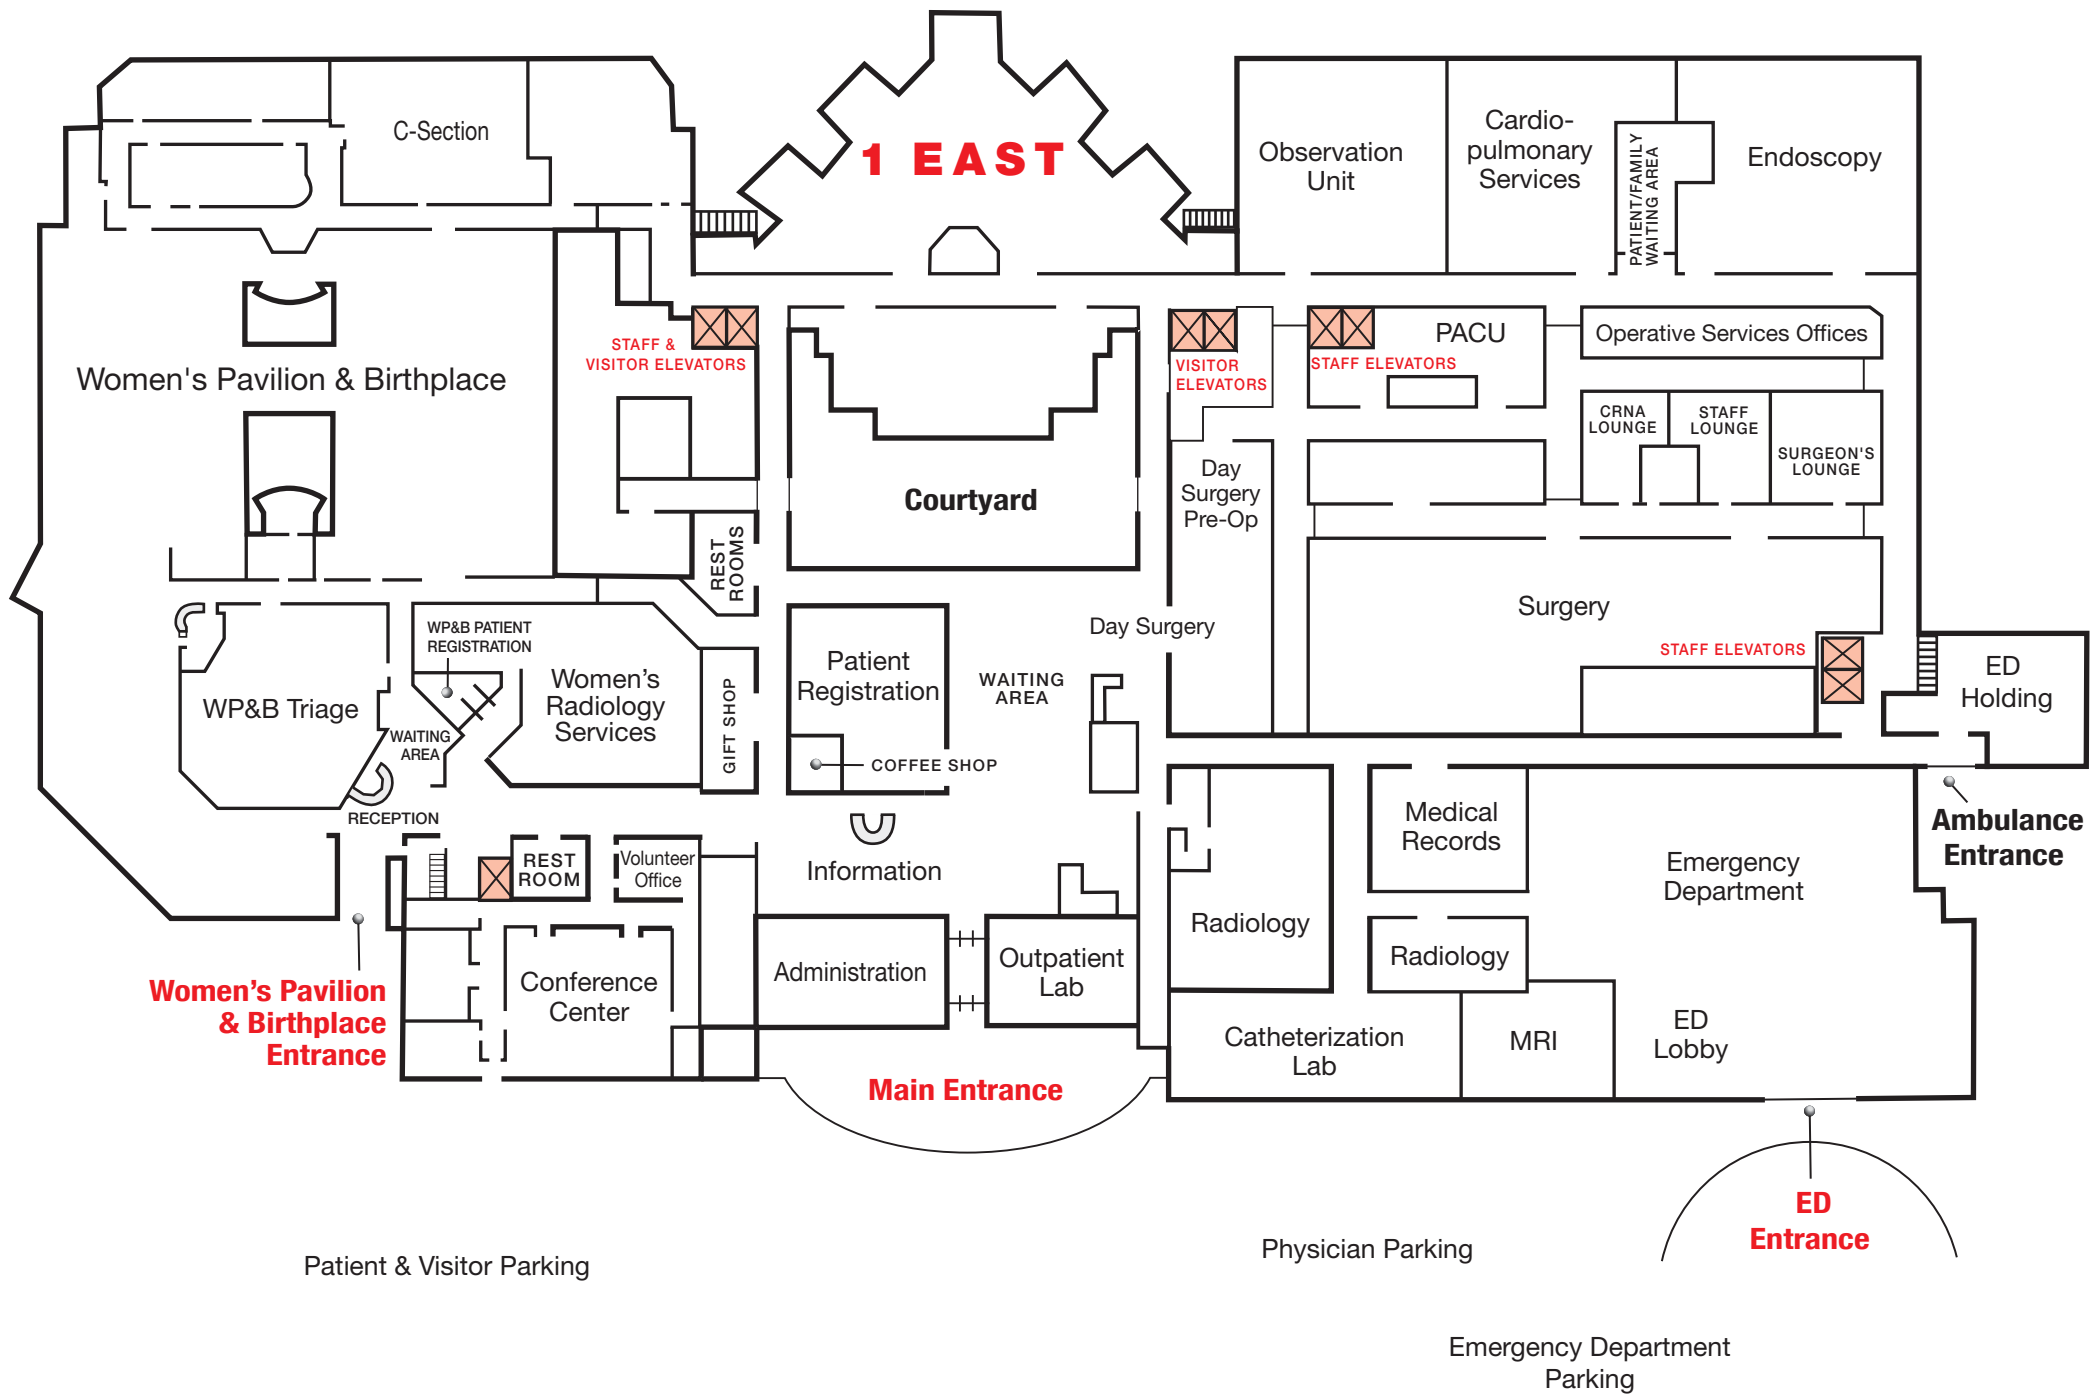 1 EAST
C-Section
Observation
Unit
Cardio-
pulmonary
Services
PATIENT/FAMILY
WAITING AREA
Endoscopy
STAFF &
VISITOR ELEVATORS
VISITOR
ELEVATORS
STAFF ELEVATORS
PACU
Operative Services Offices
Women's Pavilion & Birthplace
CRNA
LOUNGE
STAFF
LOUNGE
SURGEON'S
LOUNGE
Courtyard
Day
Surgery
Pre-Op
REST
ROOMS
Surgery
Day Surgery
STAFF ELEVATORS
ED
Holding
WP&B PATIENT
REGISTRATION
Women’s
Radiology
Services
WP&B Triage
WAITING
AREA
GIFT SHOP
Patient
Registration
WAITING
AREA
COFFEE SHOP
RECEPTION
REST
ROOM
Volunteer
Office
Information
Medical
Records
Emergency
Department
Ambulance
Entrance
Radiology
Radiology
Administration
Outpatient
Lab
Conference
Center
Women’s Pavilion
& Birthplace
Entrance
Catheterization
Lab
MRI
ED
Lobby
Main Entrance
ED
Entrance
Patient & Visitor Parking
Physician Parking
Emergency Department
Parking